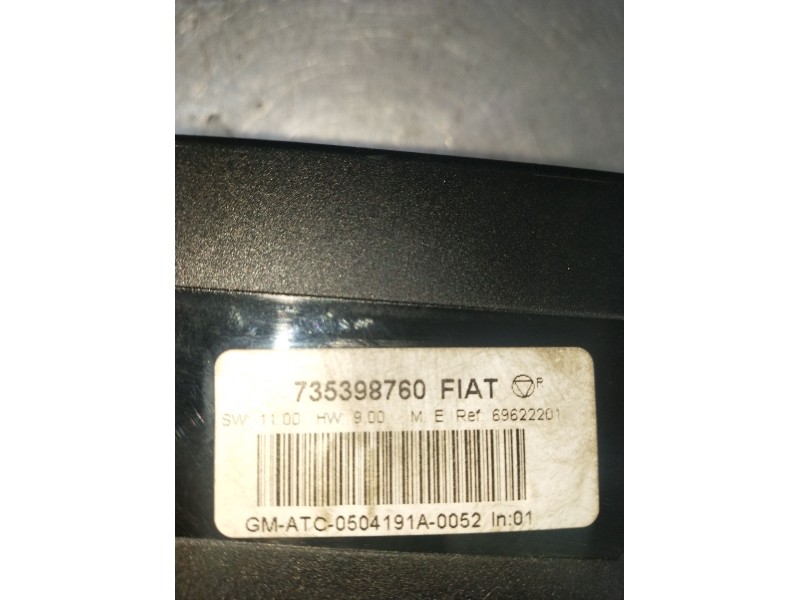 735398760 FIAT R
SW: 11.00 HW: 9.00 M. E. Ref. 69622201
GM-ATC-0504191A-0052 In:01